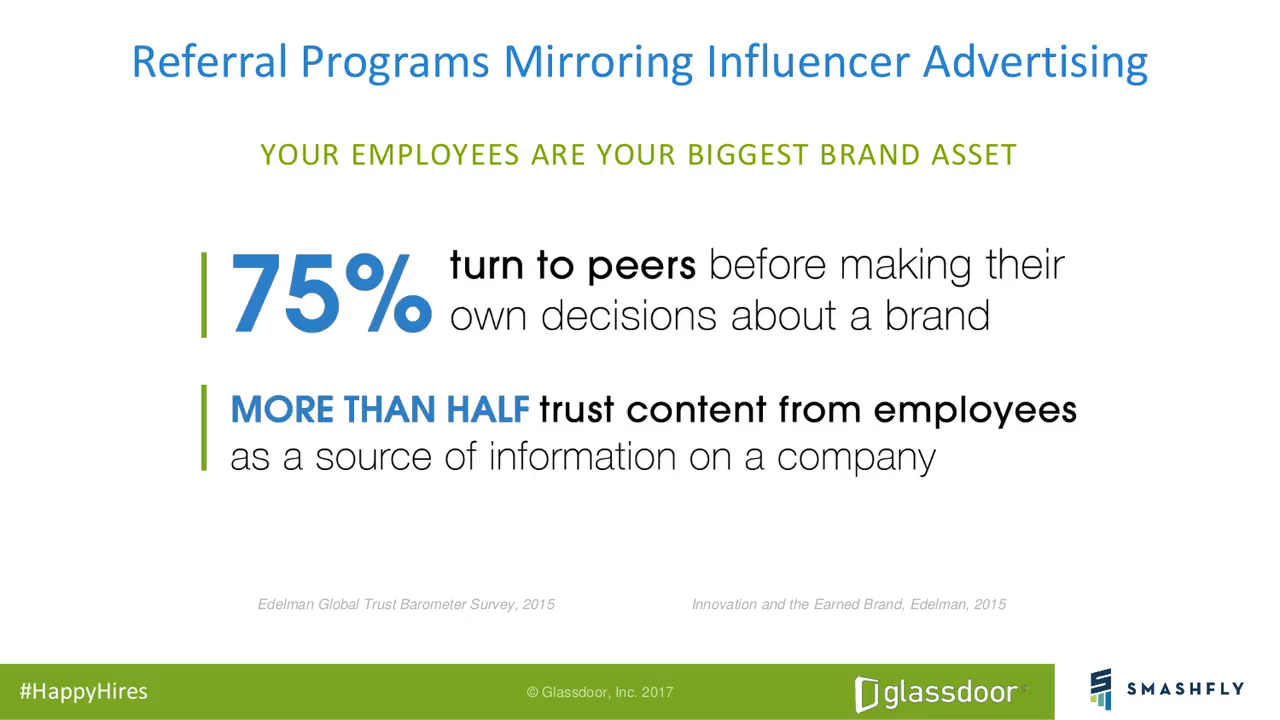 Referral Programs Mirroring Influencer Advertising
YOUR EMPLOYEES ARE YOUR BIGGEST BRAND ASSET
75% turn to peers before making their
own decisions about a brand
MORE THAN HALF trust content from employees
as a source of information on a company
Edelman Global Trust Barometer Survey, 2015
Innovation and the Earned Brand, Edelman, 2015
#HappyHires
© Glassdoor, Inc. 2017
glassdoor
SMASHFLY